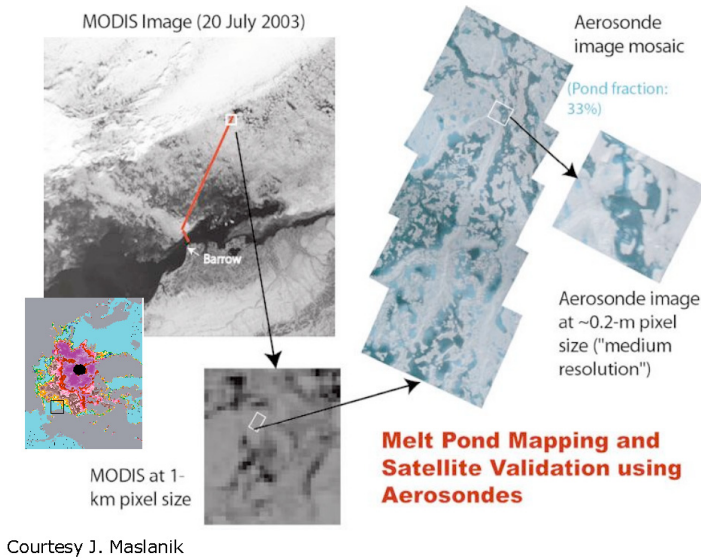 MODIS Image (20 July 2003)
Aerosonde
image mosaic
(Pond fraction:
33%)
Barrow
Aerosonde image
at ~0.2-m pixel
size ("medium
resolution")
MODIS at 1-
km pixel size
Melt Pond Mapping and
Satellite Validation using
Aerosondes
Courtesy J. Maslanik